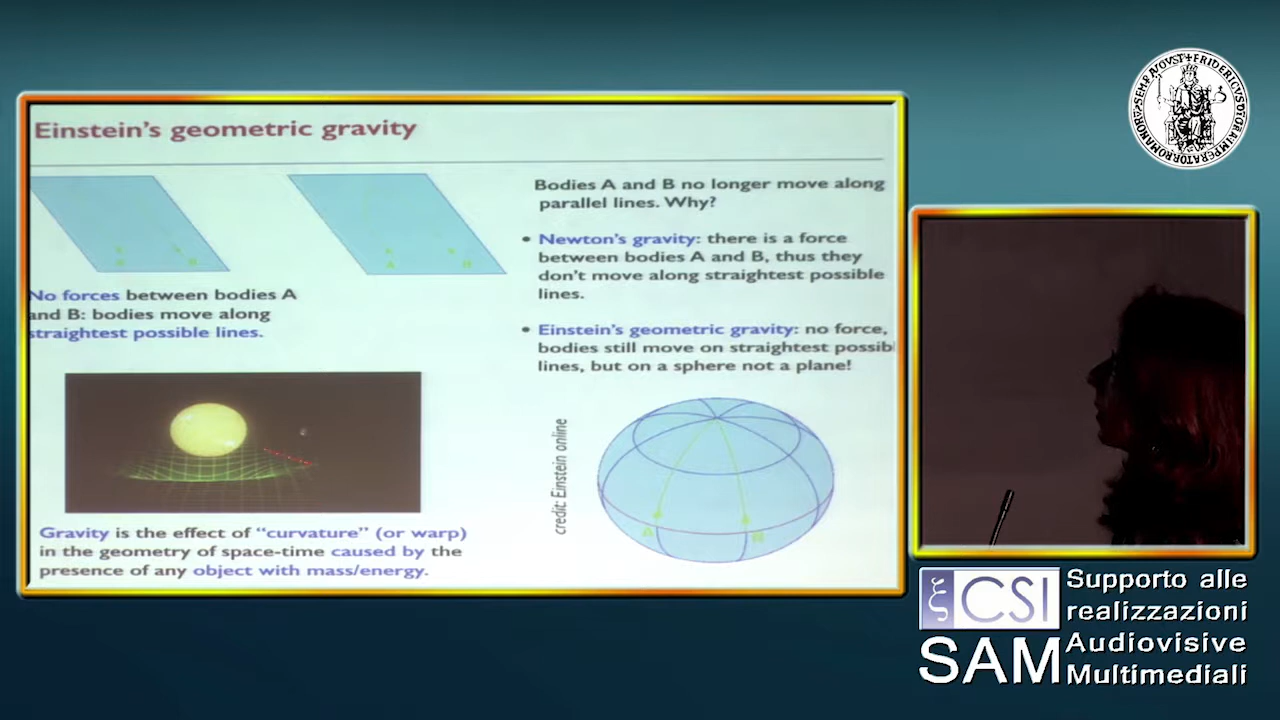 Einstein's geometric gravity
A
B
A
B
No forces between bodies A
and B: bodies move along
straightest possible lines.
Gravity is the effect of “curvature” (or warp)
in the geometry of space-time caused by the
presence of any object with mass/energy.
Bodies A and B no longer move along
parallel lines. Why?
• Newton's gravity: there is a force
between bodies A and B, thus they
don't move along straightest possible
lines.
• Einstein's geometric gravity: no force,
bodies still move on straightest possib
lines, but on a sphere not a plane!
credit: Einstein online
A
B
ξ CSI
SAM
Supporto alle
realizzazioni
Audiovisive
Multimediali